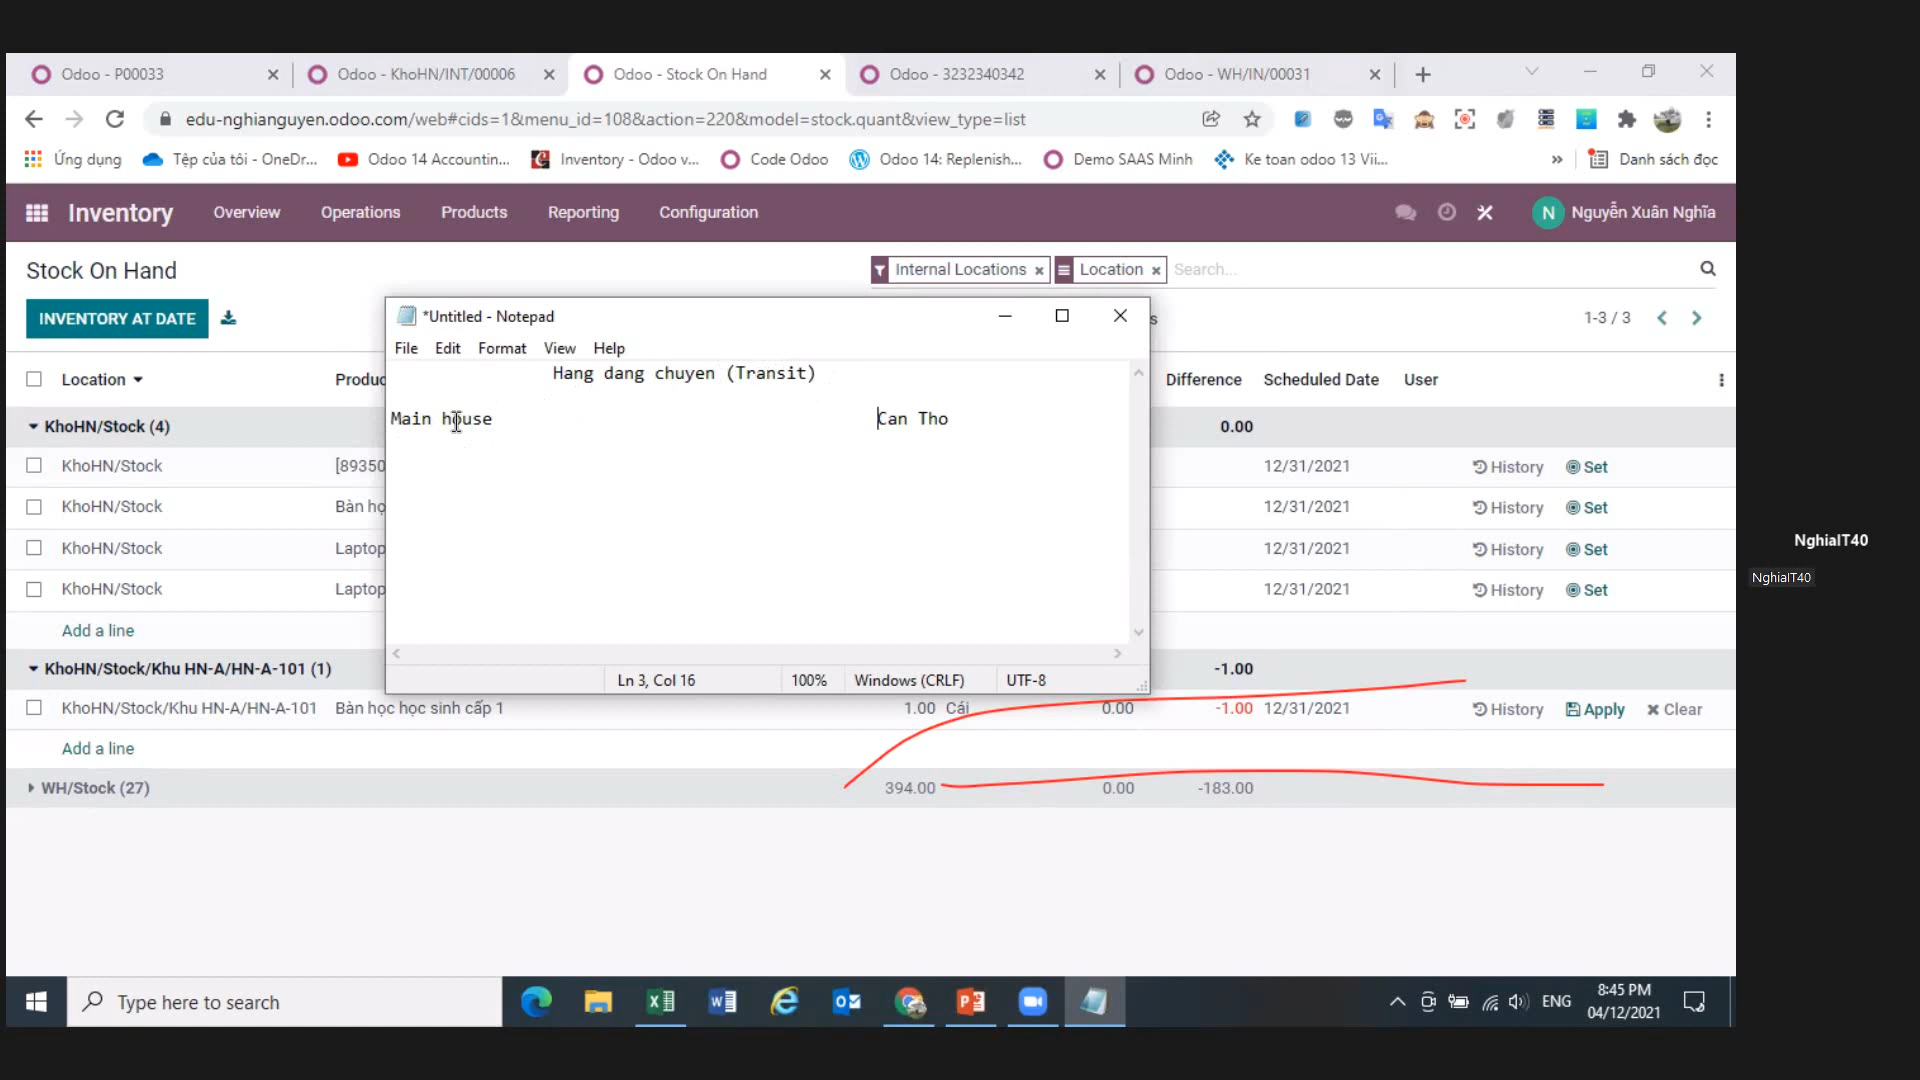 Odoo - P00033
Odoo - KhoHN/INT/00006
Odoo - Stock On Hand
Odoo - 3232340342
Odoo - WH/IN/00031
edu-nghianguyen.odoo.com/web#cids=1&menu_id=108&action=220&model=stock.quant&view_type=list
Ứng dụng
Tệp của tôi - OneDr...
Odoo 14 Accountin...
Inventory - Odoo v...
Code Odoo
Odoo 14: Replenish...
Demo SAAS Minh
Ke toan odoo 13 Vii...
»
Danh sách đọc
Inventory
Overview
Operations
Products
Reporting
Configuration
N
Nguyễn Xuân Nghĩa
Stock On Hand
Internal Locations ×
Location ×
Search...
INVENTORY AT DATE
1-3 / 3
*Untitled - Notepad
File Edit Format View Help
Hang dang chuyen (Transit)
Main house Can Tho
Ln 3, Col 16
100%
Windows (CRLF)
UTF-8
Location
Produc
Difference
Scheduled Date
User
KhoHN/Stock (4) 0.00
KhoHN/Stock [89350 12/31/2021 History Set
KhoHN/Stock Bàn họ 12/31/2021 History Set
KhoHN/Stock Laptop 12/31/2021 History Set
KhoHN/Stock Laptop 12/31/2021 History Set
Add a line
KhoHN/Stock/Khu HN-A/HN-A-101 (1) -1.00
KhoHN/Stock/Khu HN-A/HN-A-101 Bàn học học sinh cấp 1 1.00 Cái 0.00 -1.00 12/31/2021 History Apply Clear
Add a line
WH/Stock (27) 394.00 0.00 -183.00
NghiaIT40
NghiaIT40
Type here to search
ENG
8:45 PM
04/12/2021